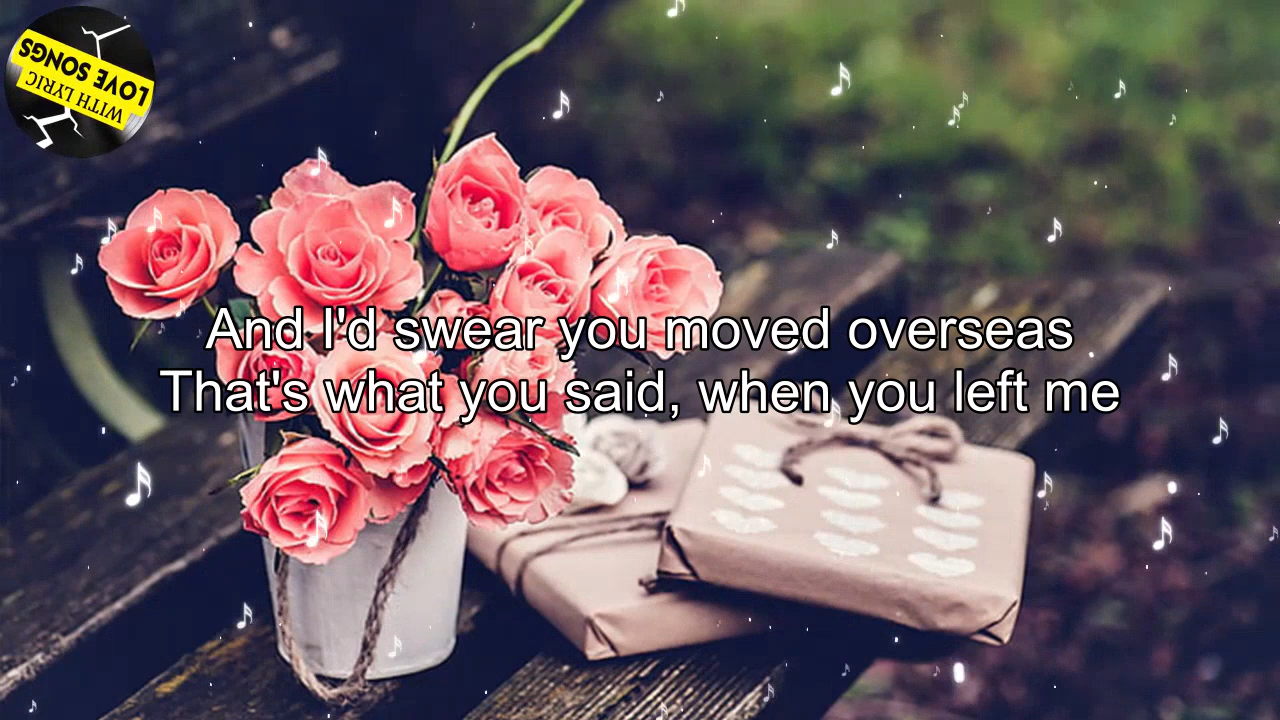 LOVE SONGS
WITH LYRIC
And I'd swear you moved overseas
That's what you said, when you left me